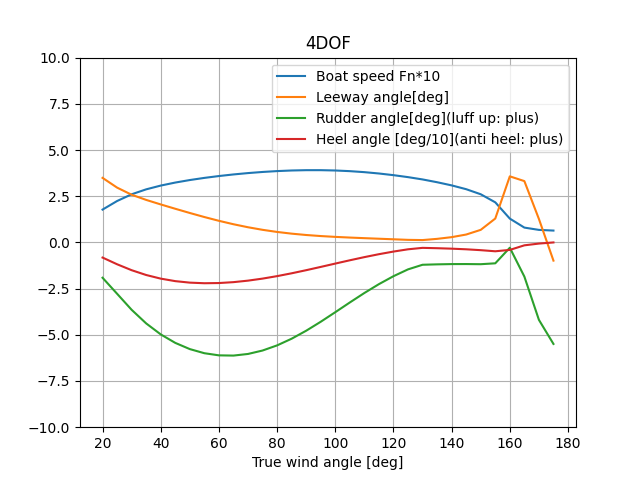 4DOF
Boat speed Fn*10
Leeway angle[deg]
Rudder angle[deg](luff up: plus)
Heel angle [deg/10](anti heel: plus)
10.0
7.5
5.0
2.5
0.0
−2.5
−5.0
−7.5
−10.0
20 40 60 80 100 120 140 160 180
True wind angle [deg]